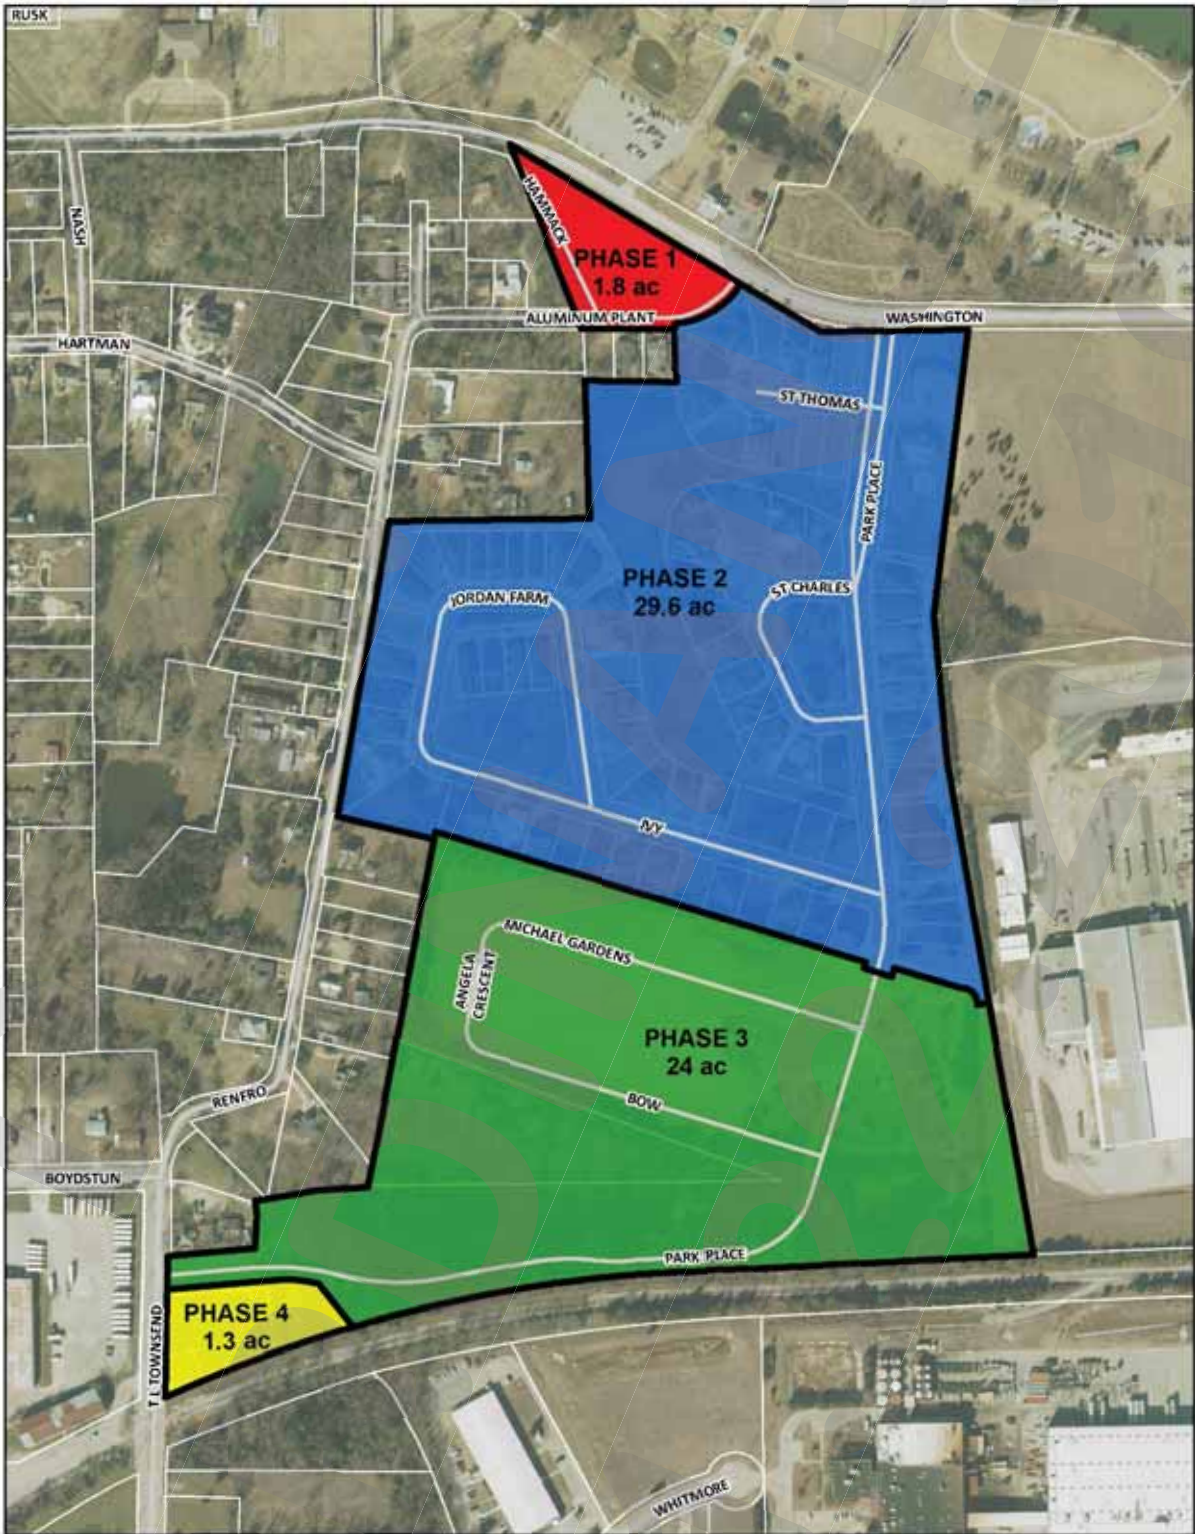 RUSK
NASH
HAMMACK
PHASE 1
1.8 ac
ALUMINUM PLANT
WASHINGTON
HARTMAN
ST THOMAS
PARK PLACE
PHASE 2
29.6 ac
ST CHARLES
JORDAN FARM
IVY
MICHAEL GARDENS
ANGELA
CRESCENT
PHASE 3
24 ac
BOW
RENFRO
BOYDSTUN
PARK PLACE
PHASE 4
1.3 ac
T L TOWNSEND
WHITMORE